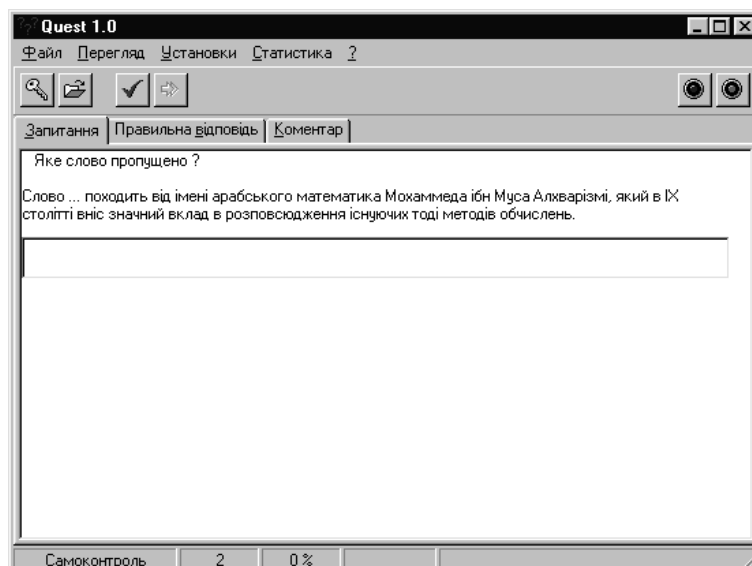 Quest 1.0
Файл Перегляд Установки Статистика ?
Запитання Правильна відповідь Коментар
Яке слово пропущено ?
Слово ... походить від імені арабського математика Мохаммеда ібн Муса Алхварізмі, який в IX
столітті вніс значний вклад в розповсюдження існуючих тоді методів обчислень.
Самоконтроль 2 0 %